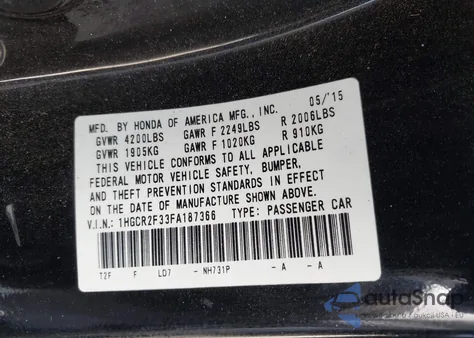 MFD. BY HONDA OF AMERICA MFG., INC. 05/'15
GVWR 4200LBS GAWR F 2249LBS R 2006LBS
GVWR 1905KG GAWR F 1020KG R 910KG
THIS VEHICLE CONFORMS TO ALL APPLICABLE
FEDERAL MOTOR VEHICLE SAFETY, BUMPER,
AND THEFT PREVENTION STANDARDS IN EFFECT
ON THE DATE OF MANUFACTURE SHOWN ABOVE.
V.I.N.: 1HGCR2F33FA187366 TYPE: PASSENGER CAR
T2F F LD7 - NH731P - A - A
autoSnap